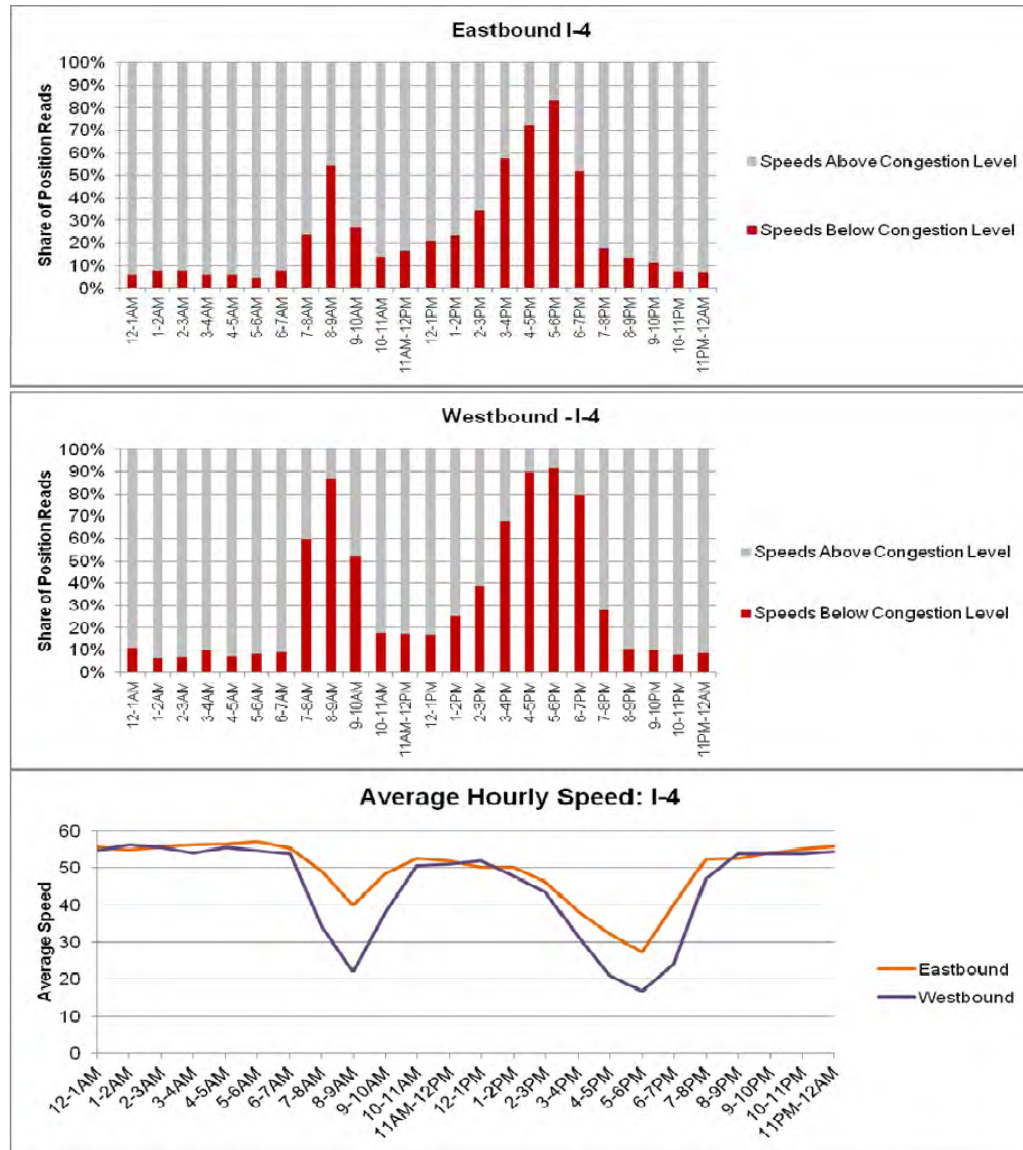 Eastbound I-4
100%
90%
80%
70%
60%
50%
40%
30%
20%
10%
0%
Share of Position Reads
12-1AM
1-2AM
2-3AM
3-4AM
4-5AM
5-6AM
6-7AM
7-8AM
8-9AM
9-10AM
10-11AM
11AM-12PM
12-1PM
1-2PM
2-3PM
3-4PM
4-5PM
5-6PM
6-7PM
7-8PM
8-9PM
9-10PM
10-11PM
11PM-12AM
Speeds Above Congestion Level
Speeds Below Congestion Level
Westbound -I-4
100%
90%
80%
70%
60%
50%
40%
30%
20%
10%
0%
Share of Position Reads
12-1AM
1-2AM
2-3AM
3-4AM
4-5AM
5-6AM
6-7AM
7-8AM
8-9AM
9-10AM
10-11AM
11AM-12PM
12-1PM
1-2PM
2-3PM
3-4PM
4-5PM
5-6PM
6-7PM
7-8PM
8-9PM
9-10PM
10-11PM
11PM-12AM
Speeds Above Congestion Level
Speeds Below Congestion Level
Average Hourly Speed: I-4
60
50
40
30
20
10
0
Average Speed
12-1AM
1-2AM
2-3AM
3-4AM
4-5AM
5-6AM
6-7AM
7-8AM
8-9AM
9-10AM
10-11AM
11AM-12PM
12-1PM
1-2PM
2-3PM
3-4PM
4-5PM
5-6PM
6-7PM
7-8PM
8-9PM
9-10PM
10-11PM
11PM-12AM
Eastbound
Westbound